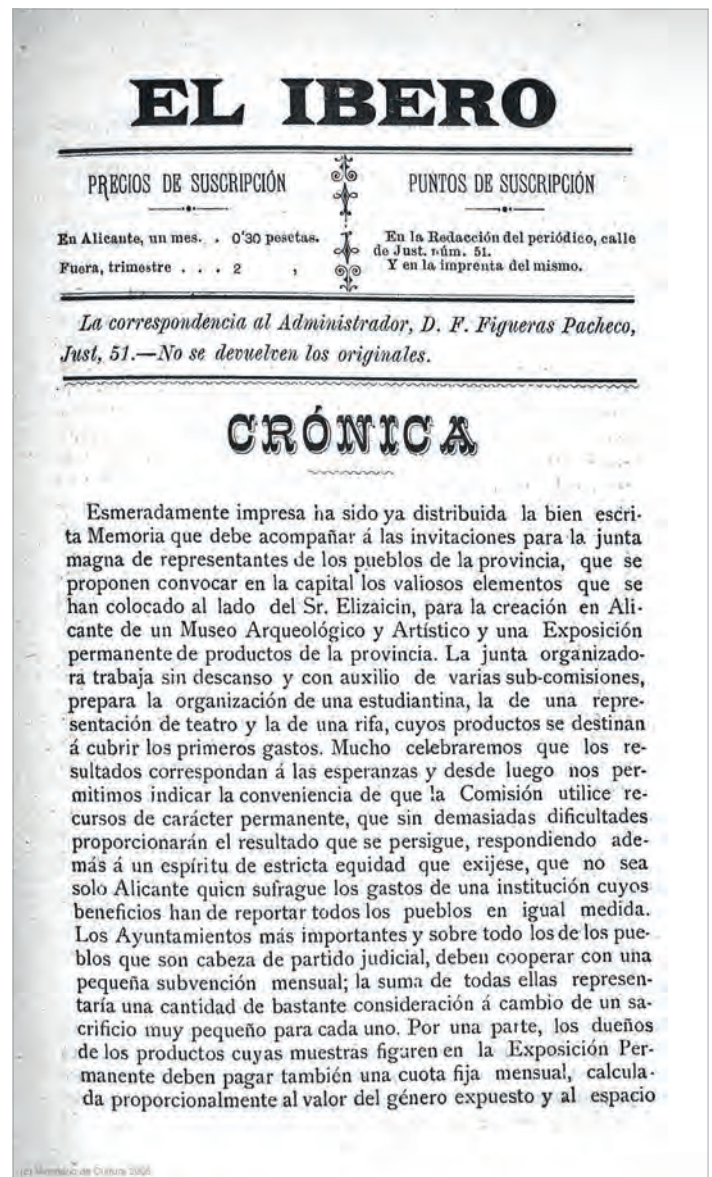 EL IBERO
PRECIOS DE SUSCRIPCIÓN
En Alicante, un mes. . 0'30 pesetas.
Fuera, trimestre . . . 2 ,
PUNTOS DE SUSCRIPCIÓN
En la Redacción del periódico, calle
de Just. núm. 51.
Y en la imprenta del mismo.
La correspondencia al Administrador, D. F. Figueras Pacheco,
Just, 51.—No se devuelven los originales.
CRÓNICA
Esmeradamente impresa ha sido ya distribuida la bien escri-
ta Memoria que debe acompañar á las invitaciones para la junta
magna de representantes de los pueblos de la provincia, que se
proponen convocar en la capital los valiosos elementos que se
han colocado al lado del Sr. Elizaicin, para la creación en Ali-
cante de un Museo Arqueológico y Artístico y una Exposición
permanente de productos de la provincia. La junta organizado-
ra trabaja sin descanso y con auxilio de varias sub-comisiones,
prepara la organización de una estudiantina, la de una repre-
sentación de teatro y la de una rifa, cuyos productos se destinan
á cubrir los primeros gastos. Mucho celebraremos que los re-
sultados correspondan á las esperanzas y desde luego nos per-
mitimos indicar la conveniencia de que la Comisión utilice re-
cursos de carácter permanente, que sin demasiadas dificultades
proporcionarán el resultado que se persigue, respondiendo ade-
más á un espíritu de estricta equidad que exijese, que no sea
solo Alicante quien sufrague los gastos de una institución cuyos
beneficios han de reportar todos los pueblos en igual medida.
Los Ayuntamientos más importantes y sobre todo los de los pue-
blos que son cabeza de partido judicial, deben cooperar con una
pequeña subvención mensual; la suma de todas ellas represen-
taría una cantidad de bastante consideración á cambio de un sa-
crificio muy pequeño para cada uno. Por una parte, los dueños
de los productos cuyas muestras figuren en la Exposición Per-
manente deben pagar también una cuota fija mensual, calcula-
da proporcionalmente al valor del género expuesto y al espacio
(c) Ministerio de Cultura 2006